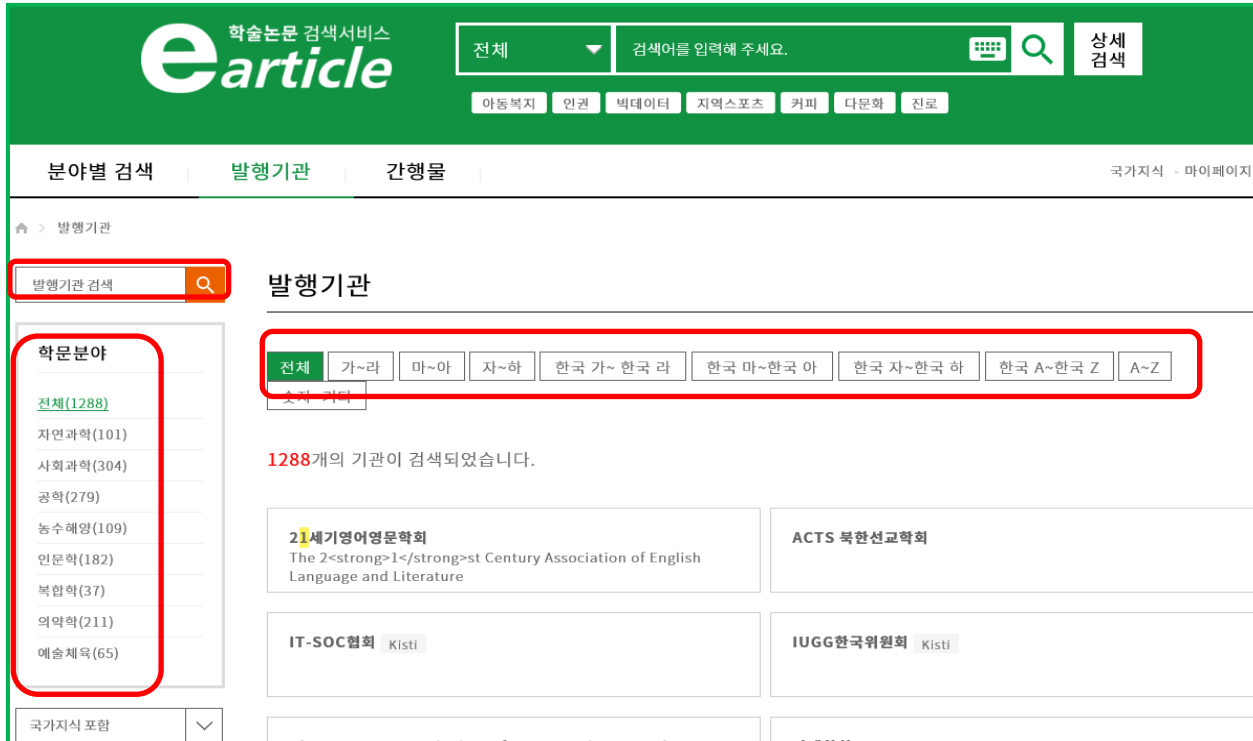 학술논문 검색서비스
earticle
전체
검색어를 입력해 주세요.
상세
검색
아동복지 인권 빅데이터 지역스포츠 커피 다문화 진로
분야별 검색 발행기관 간행물
국가지식 마이페이지
> 발행기관
발행기관 검색
발행기관
학문분야
전체(1288)
자연과학(101)
사회과학(304)
공학(279)
농수해양(109)
인문학(182)
복합학(37)
의약학(211)
예술체육(65)
국가지식 포함
전체 가~라 마~아 자~하 한국 가~ 한국 라 한국 마~한국 아 한국 자~한국 하 한국 A~한국 Z A~Z
1288개의 기관이 검색되었습니다.
21세기영어영문학회
The 2<strong>1</strong>st Century Association of English
Language and Literature
ACTS 북한선교학회
IT-SOC협회 Kisti
IUGG한국위원회 Kisti